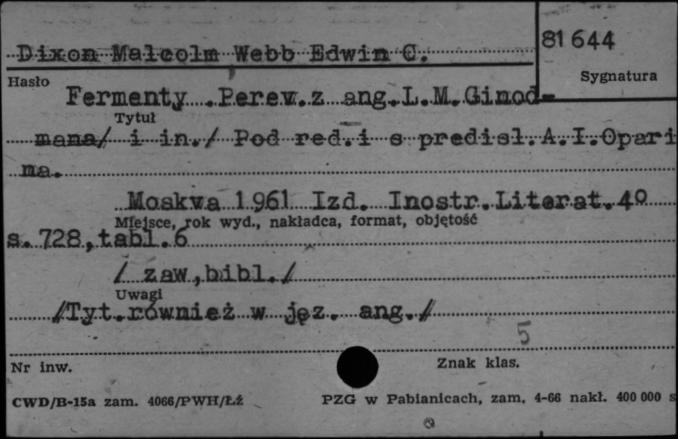 Dixon Malcolm Webb Edwin C.
81644
Hasło
Sygnatura
Fermenty .Perew.z ang.L.M.Ginod-
Tytuł
mana/ i in./ Pod red.i s predisl.A.I.Opari
na.
Moskva 1961 Izd. Inostr.Literat.4o
Miejsce, rok wyd., nakładca, format, objętość
s. 728,tabl.6
/ zaw,bibl./
Uwagi
/Tyt.również w jęz. ang./
5
Nr inw.
Znak klas.
CWD/B-15a zam. 4066/PWH/Łź
PZG w Pabianicach, zam. 4-66 nakł. 400 000 s